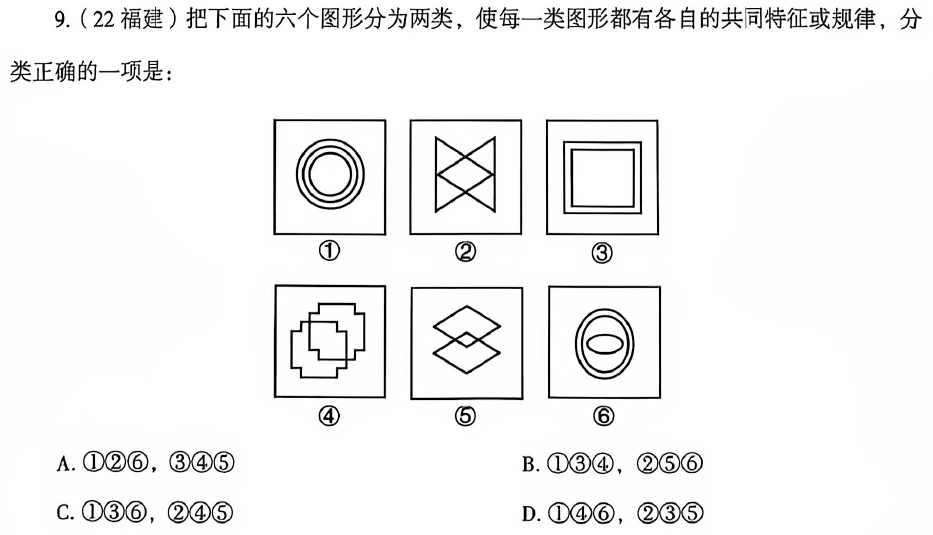 9.（22 福建）把下面的六个图形分为两类，使每一类图形都有各自的共同特征或规律，分
类正确的一项是：
① ② ③
④ ⑤ ⑥
A. ①②⑥，③④⑤ B. ①③④，②⑤⑥
C. ①③⑥，②④⑤ D. ①④⑥，②③⑤